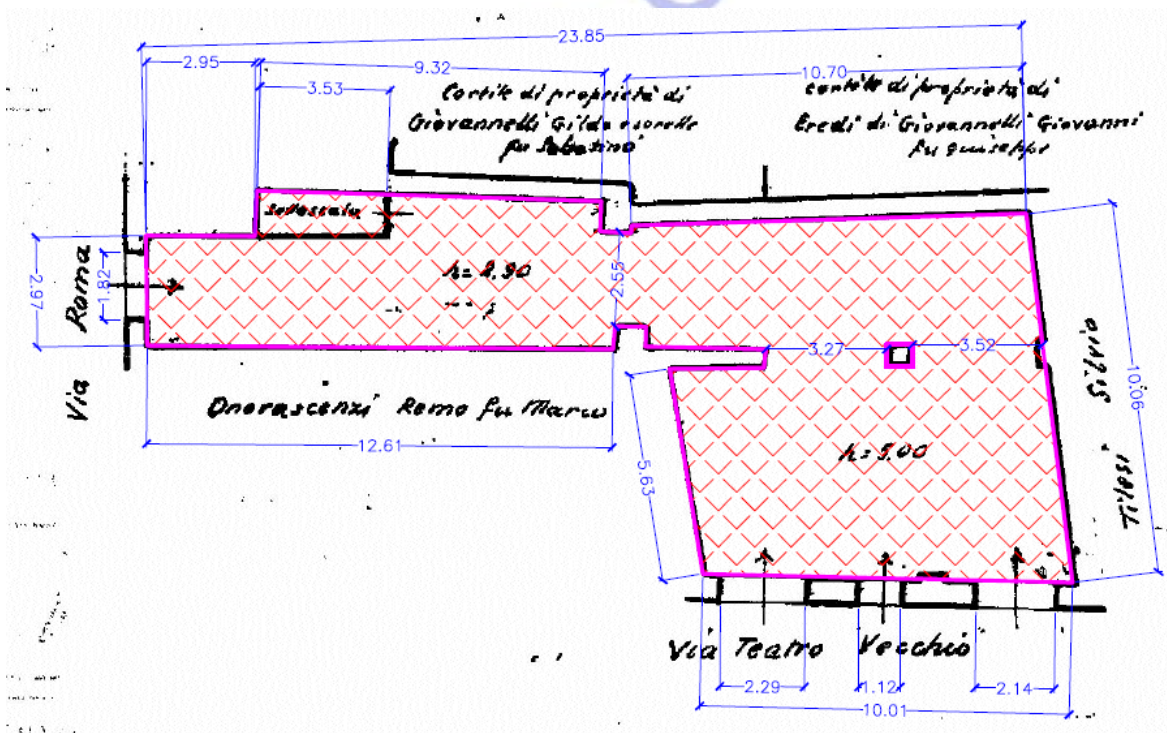 23.85
2.95
9.32
3.53
10.70
Cortile di proprietà di
Giovannelli Gilda e sorelle
fu Sabatino
cortile di proprietà di
Eredi di Giovannelli Giovanni
fu Giuseppe
Sottoscala
h=2.90
2.55
2.97
1.82
Via Roma
3.27
3.52
10.06
Onorascenzi Remo fu Marco
12.61
5.63
h=5.00
Tilesi Silvio
Via Teatro Vecchio
2.29
1.12
2.14
10.01